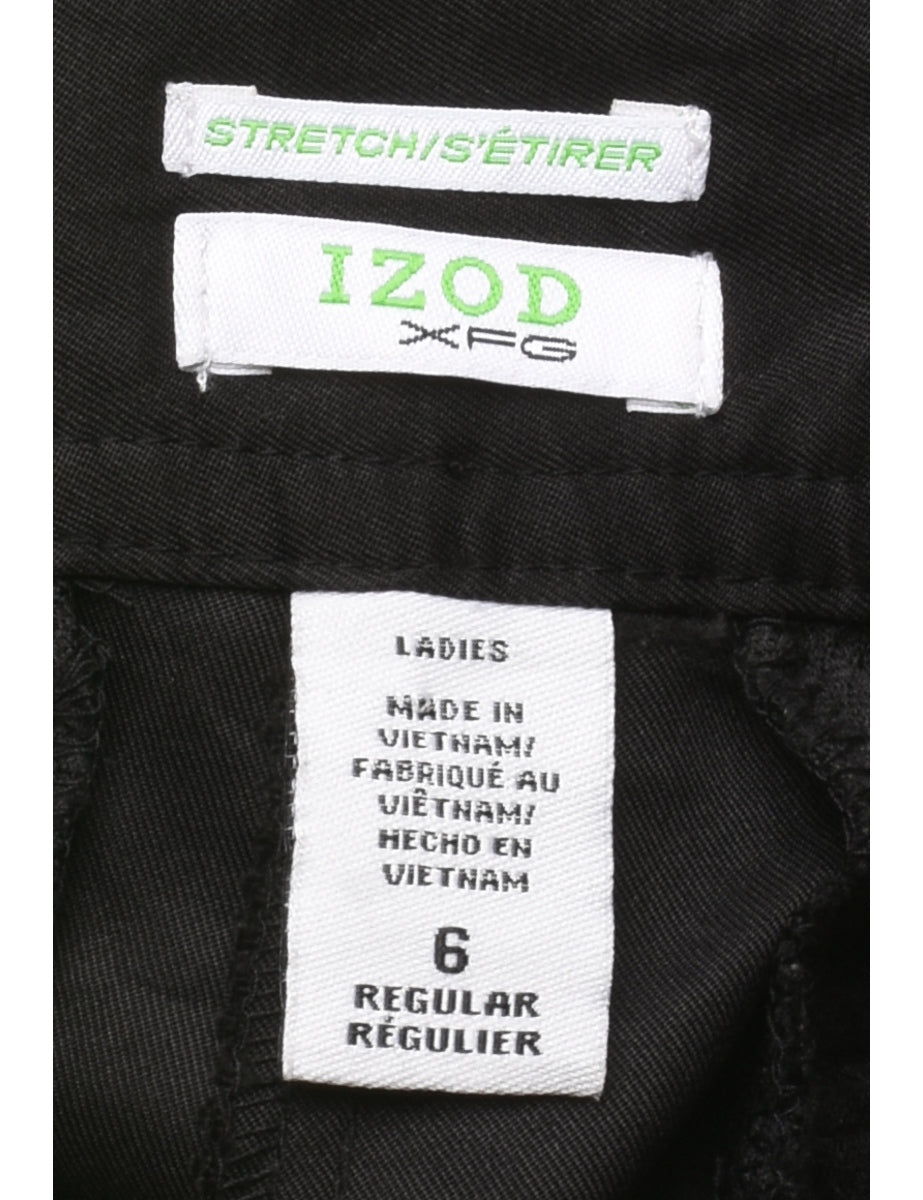 STRETCH/S'ÉTIRER
IZOD
XFG
LADIES
MADE IN
VIETNAM/
FABRIQUÉ AU
VIÊTNAM/
HECHO EN
VIETNAM
6
REGULAR
RÉGULIER